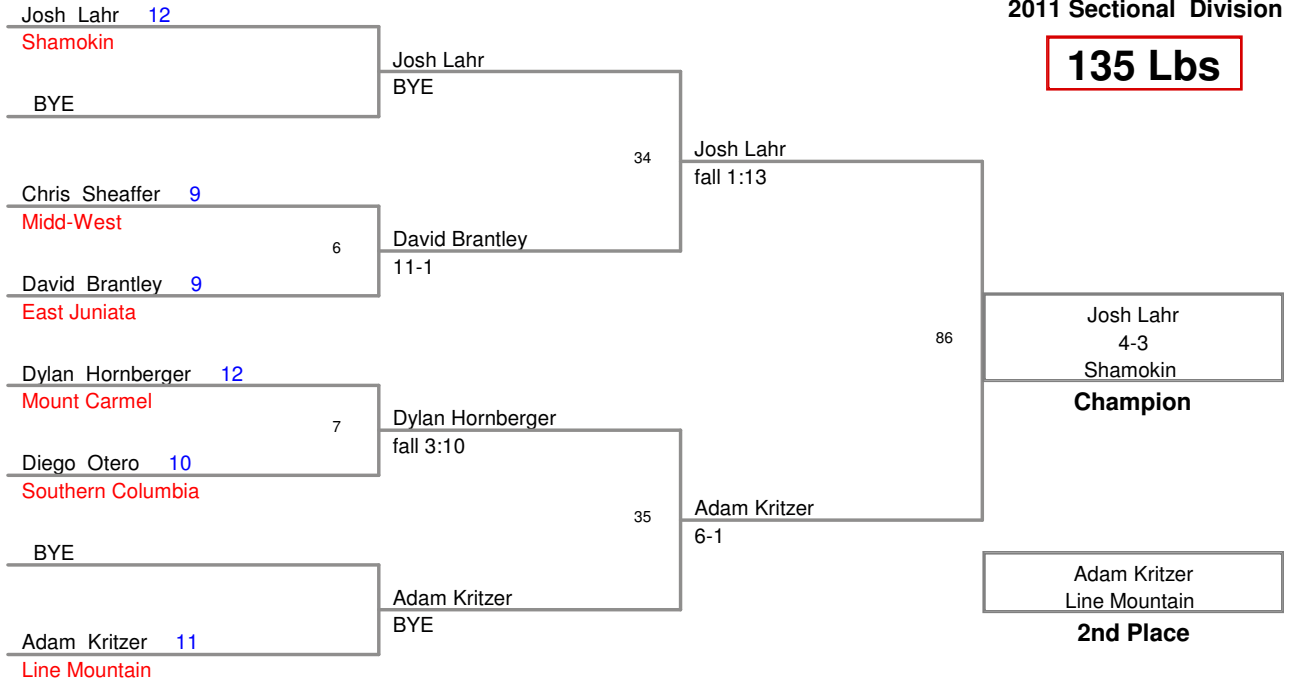 2011 Sectional Division
135 Lbs
Josh Lahr 12
Shamokin
BYE
Chris Sheaffer 9
Midd-West
6
David Brantley 9
East Juniata
Dylan Hornberger 12
Mount Carmel
7
Diego Otero 10
Southern Columbia
BYE
Adam Kritzer 11
Line Mountain
Josh Lahr
BYE
34
David Brantley
11-1
Dylan Hornberger
fall 3:10
35
Adam Kritzer
BYE
Josh Lahr
fall 1:13
86
Adam Kritzer
6-1
Josh Lahr
4-3
Shamokin
Champion
Adam Kritzer
Line Mountain
2nd Place